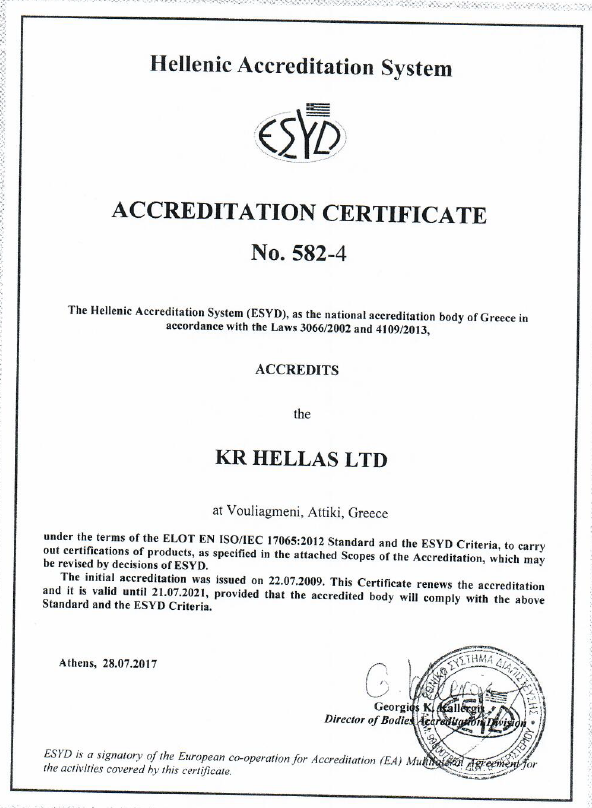 Hellenic Accreditation System
ESYD
ACCREDITATION CERTIFICATE
No. 582-4
The Hellenic Accreditation System (ESYD), as the national accreditation body of Greece in
accordance with the Laws 3066/2002 and 4109/2013,
ACCREDITS
the
KR HELLAS LTD
at Vouliagmeni, Attiki, Greece
under the terms of the ELOT EN ISO/IEC 17065:2012 Standard and the ESYD Criteria, to carry
out certifications of products, as specified in the attached Scopes of the Accreditation, which may
be revised by decisions of ESYD.
The initial accreditation was issued on 22.07.2009. This Certificate renews the accreditation
and it is valid until 21.07.2021, provided that the accredited body will comply with the above
Standard and the ESYD Criteria.
Athens, 28.07.2017
ΕΘΝΙΚΟ ΣΥΣΤΗΜΑ ΔΙΑΠΙΣΤΕΥΣΗΣ
ESYD
Georgios K. Kallergis
Director of Bodies Accreditation Division
ESYD is a signatory of the European co-operation for Accreditation (EA) Multilateral Agreement for
the activities covered by this certificate.